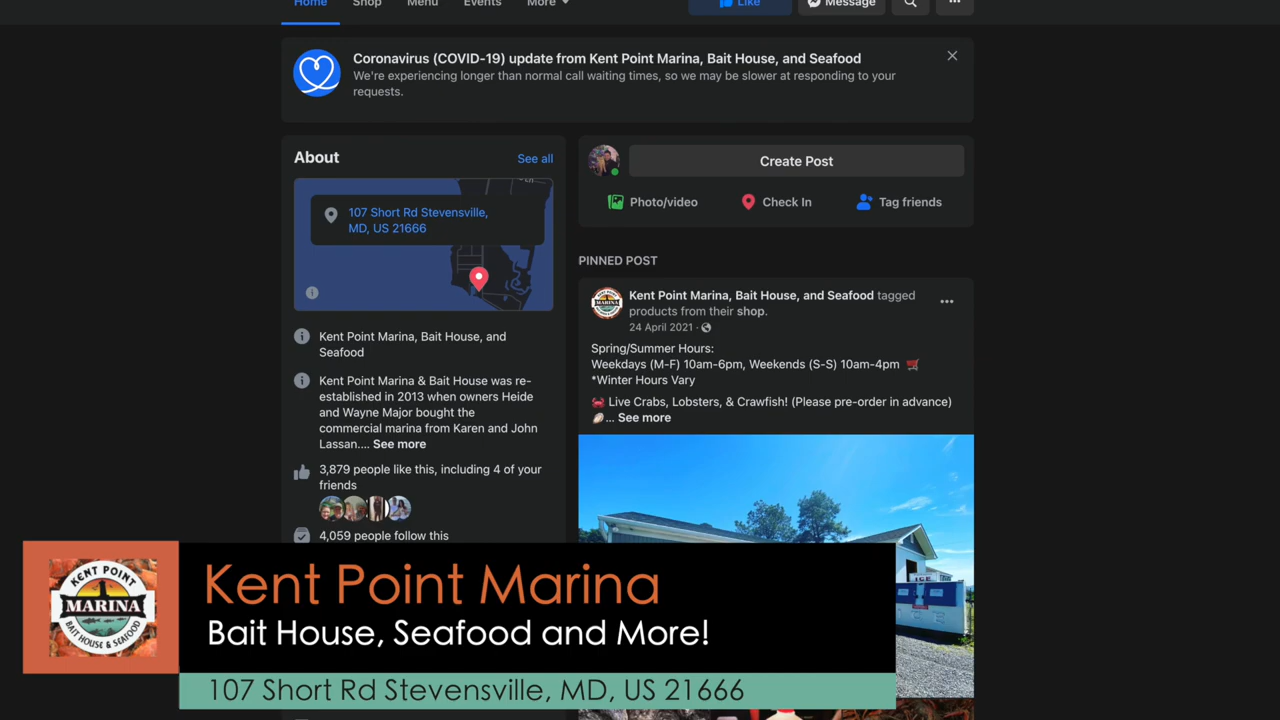 Home Shop Menu Events More Like Message
Coronavirus (COVID-19) update from Kent Point Marina, Bait House, and Seafood
We're experiencing longer than normal call waiting times, so we may be slower at responding to your
requests.
About See all
107 Short Rd Stevensville,
MD, US 21666
Kent Point Marina, Bait House, and
Seafood
Kent Point Marina & Bait House was re-
established in 2013 when owners Heide
and Wayne Major bought the
commercial marina from Karen and John
Lassan.... See more
3,879 people like this, including 4 of your
friends
4,059 people follow this
Create Post
Photo/video Check In Tag friends
PINNED POST
Kent Point Marina, Bait House, and Seafood tagged
products from their shop.
24 April 2021 ·
Spring/Summer Hours:
Weekdays (M-F) 10am-6pm, Weekends (S-S) 10am-4pm
*Winter Hours Vary
Live Crabs, Lobsters, & Crawfish! (Please pre-order in advance)
... See more
ICE
KENT POINT
MARINA
BAIT HOUSE & SEAFOOD
Kent Point Marina
Bait House, Seafood and More!
107 Short Rd Stevensville, MD, US 21666